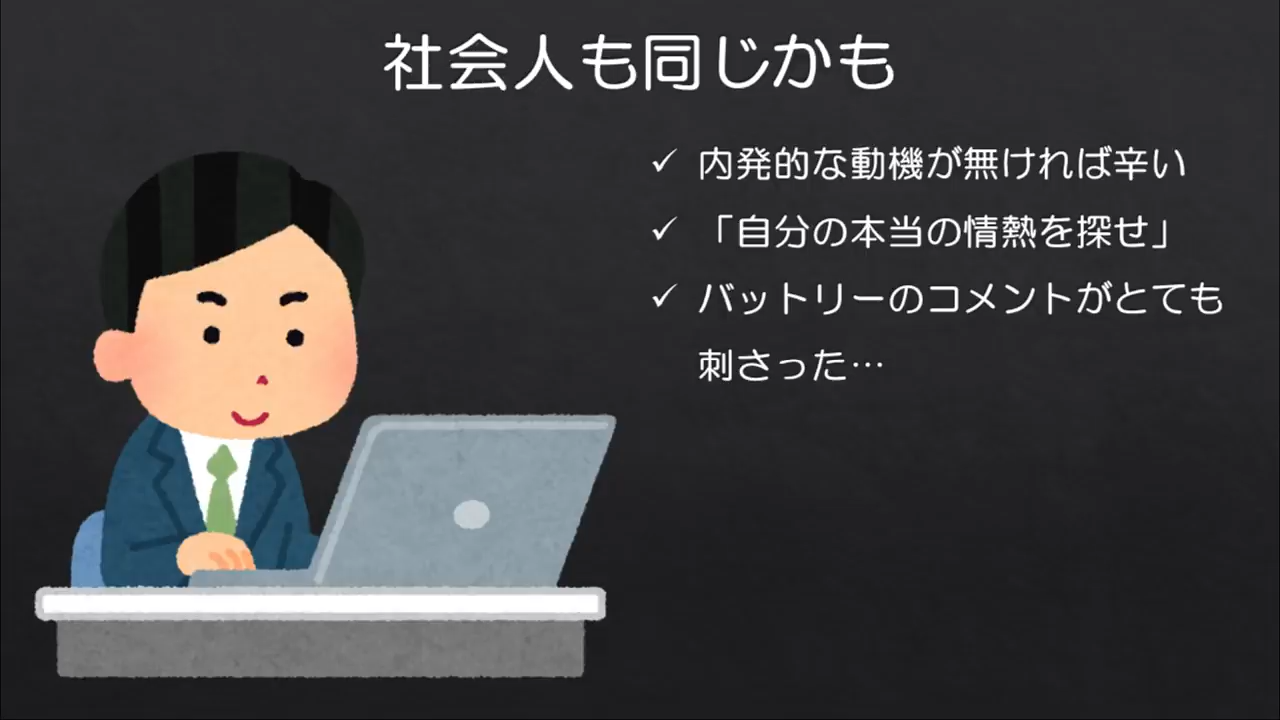 社会人も同じかも
✓ 内発的な動機が無ければ辛い
✓ 「自分の本当の情熱を探せ」
✓ バットリーのコメントがとても
刺さった…